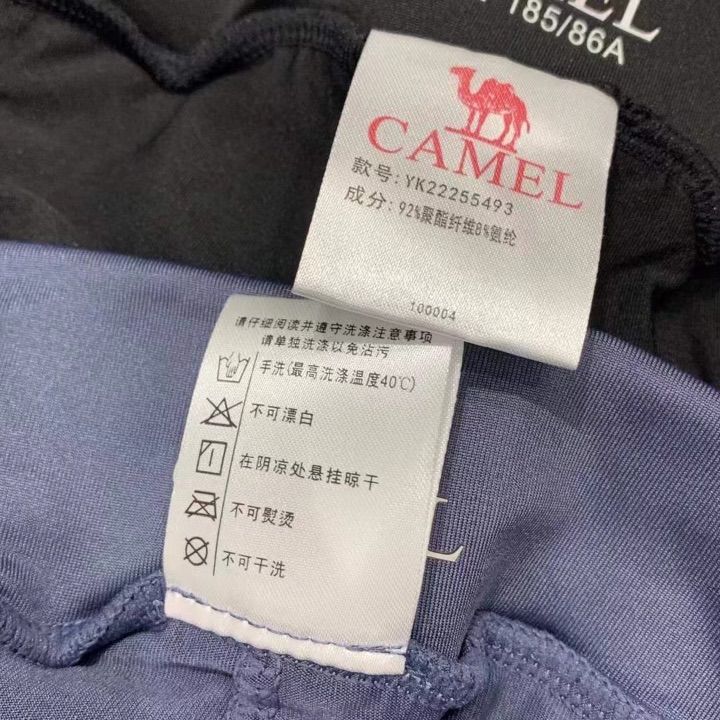 185/86A
CAMEL
款号:YK22255493
成分:92%聚酯纤维8%氨纶
100004
请仔细阅读并遵守洗涤注意事项
请单独洗涤以免沾污
手洗(最高洗涤温度40℃)
不可漂白
在阴凉处悬挂晾干
不可熨烫
不可干洗